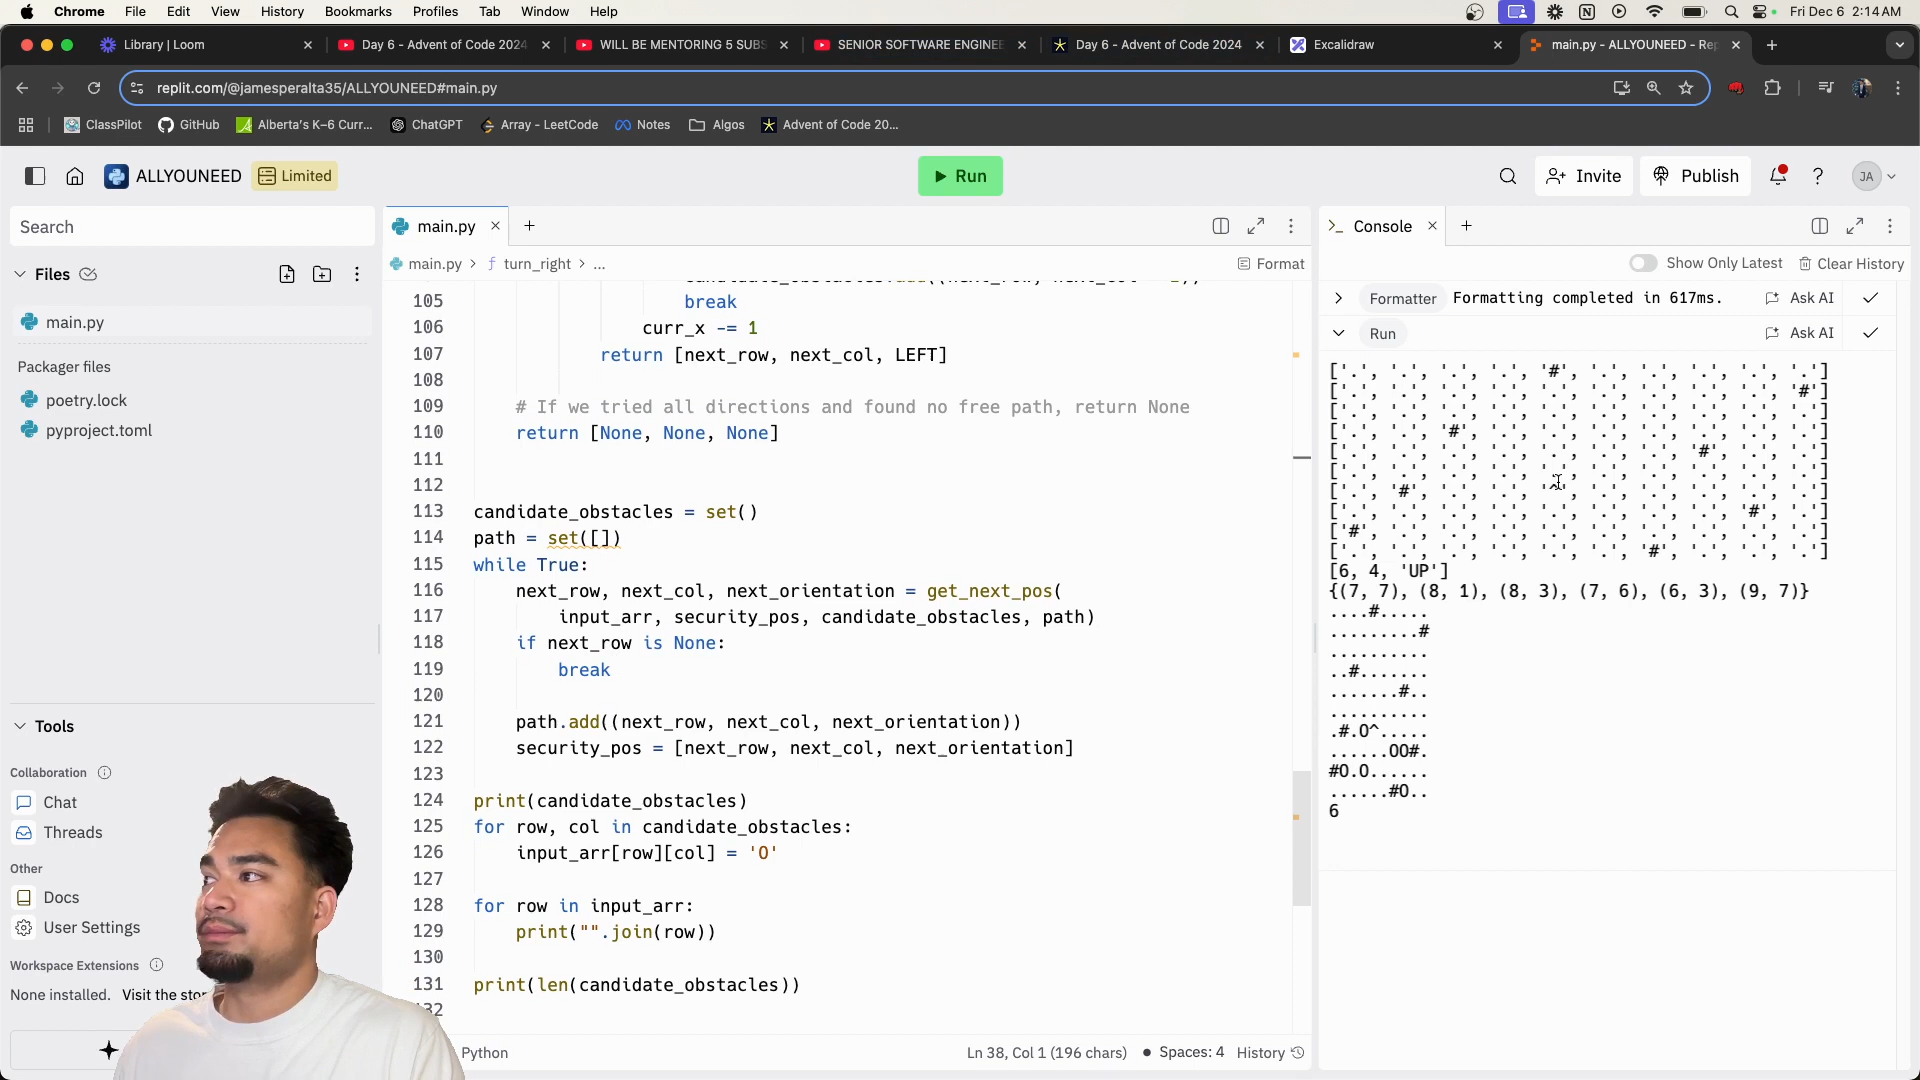 Chrome File Edit View History Bookmarks Profiles Tab Window Help
Fri Dec 6 2:14 AM
Library | Loom
Day 6 - Advent of Code 2024
WILL BE MENTORING 5 SUBS
SENIOR SOFTWARE ENGINEE
Day 6 - Advent of Code 2024
Excalidraw
main.py - ALLYOUNEED - Rep
replit.com/@jamesperalta35/ALLYOUNEED#main.py
ClassPilot
GitHub
Alberta's K–6 Curr...
ChatGPT
Array - LeetCode
Notes
Algos
Advent of Code 20...
ALLYOUNEED
Limited
Run
Invite
Publish
JA
Search
Files
main.py
Packager files
poetry.lock
pyproject.toml
Tools
Collaboration
Chat
Threads
Other
Docs
User Settings
Workspace Extensions
None installed. Visit the stor
main.py
main.py > f turn_right > ...
Format
105 break
106 curr_x -= 1
107 return [next_row, next_col, LEFT]
108
109 # If we tried all directions and found no free path, return None
110 return [None, None, None]
111
112
113 candidate_obstacles = set()
114 path = set([])
115 while True:
116 next_row, next_col, next_orientation = get_next_pos(
117 input_arr, security_pos, candidate_obstacles, path)
118 if next_row is None:
119 break
120
121 path.add((next_row, next_col, next_orientation))
122 security_pos = [next_row, next_col, next_orientation]
123
124 print(candidate_obstacles)
125 for row, col in candidate_obstacles:
126 input_arr[row][col] = 'O'
127
128 for row in input_arr:
129 print("".join(row))
130
131 print(len(candidate_obstacles))
132
Python
Ln 38, Col 1 (196 chars)
Spaces: 4
History
Console
Show Only Latest
Clear History
Formatter Formatting completed in 617ms. Ask AI
Run Ask AI
['.', '.', '.', '.', '#', '.', '.', '.', '.', '.']
['.', '.', '.', '.', '.', '.', '.', '.', '.', '#']
['.', '.', '.', '.', '.', '.', '.', '.', '.', '.']
['.', '.', '#', '.', '.', '.', '.', '.', '.', '.']
['.', '.', '.', '.', '.', '.', '.', '#', '.', '.']
['.', '.', '.', '.', '.', '.', '.', '.', '.', '.']
['.', '#', '.', '.', '^', '.', '.', '.', '.', '.']
['.', '.', '.', '.', '.', '.', '.', '.', '#', '.']
['#', '.', '.', '.', '.', '.', '.', '.', '.', '.']
['.', '.', '.', '.', '.', '.', '#', '.', '.', '.']
[6, 4, 'UP']
{(7, 7), (8, 1), (8, 3), (7, 6), (6, 3), (9, 7)}
....#.....
.........#
..........
..#.......
.......#..
..........
.#.O^.....
......OO#.
#O.O......
......#O..
6